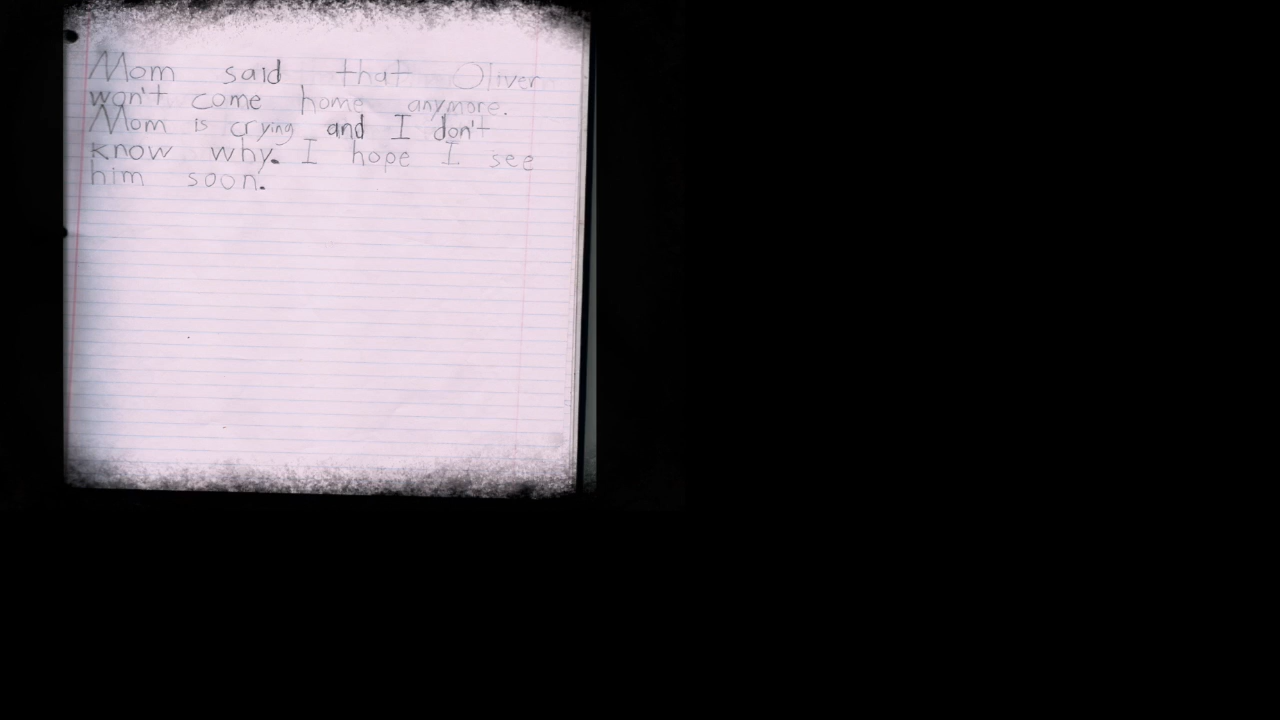 Mom said that Oliver
won't come home anymore.
Mom is crying and I don't
know why. I hope I see
him soon.